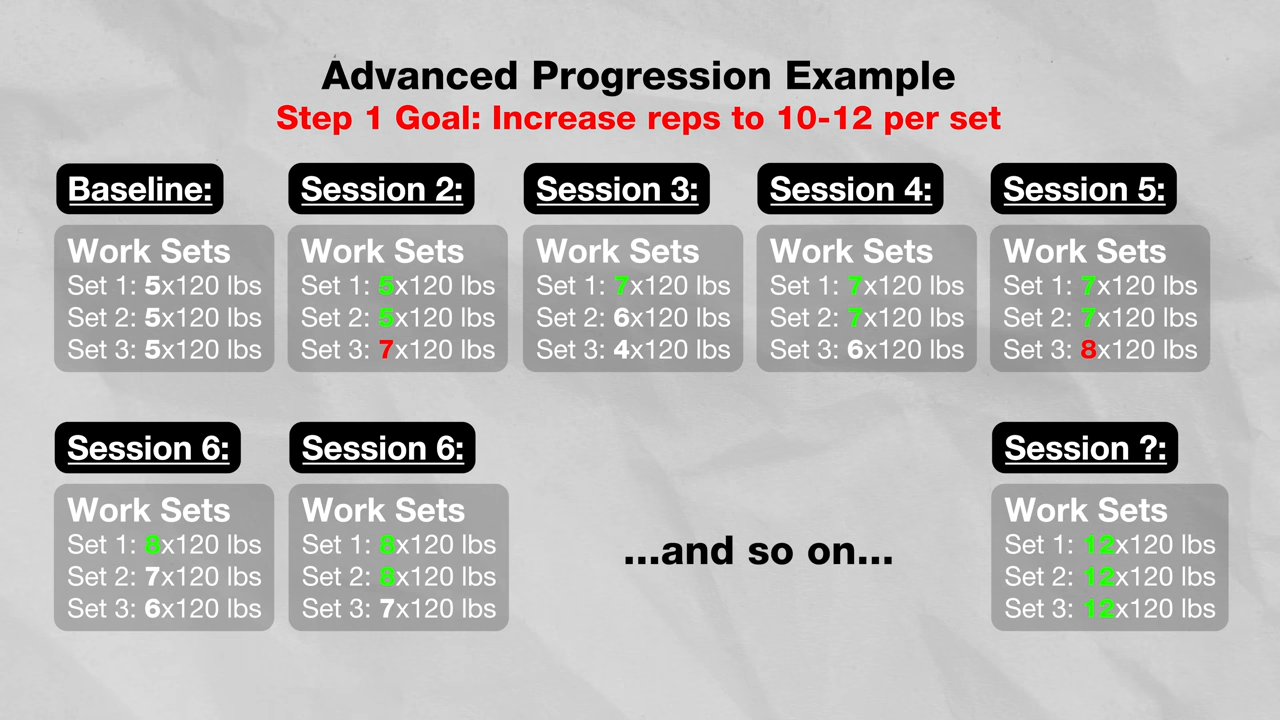 Advanced Progression Example
Step 1 Goal: Increase reps to 10-12 per set
Baseline:
Work Sets
Set 1: 5x120 lbs
Set 2: 5x120 lbs
Set 3: 5x120 lbs
Session 2:
Work Sets
Set 1: 5x120 lbs
Set 2: 5x120 lbs
Set 3: 7x120 lbs
Session 3:
Work Sets
Set 1: 7x120 lbs
Set 2: 6x120 lbs
Set 3: 4x120 lbs
Session 4:
Work Sets
Set 1: 7x120 lbs
Set 2: 7x120 lbs
Set 3: 6x120 lbs
Session 5:
Work Sets
Set 1: 7x120 lbs
Set 2: 7x120 lbs
Set 3: 8x120 lbs
Session 6:
Work Sets
Set 1: 8x120 lbs
Set 2: 7x120 lbs
Set 3: 6x120 lbs
Session 6:
Work Sets
Set 1: 8x120 lbs
Set 2: 8x120 lbs
Set 3: 7x120 lbs
...and so on...
Session ?:
Work Sets
Set 1: 12x120 lbs
Set 2: 12x120 lbs
Set 3: 12x120 lbs